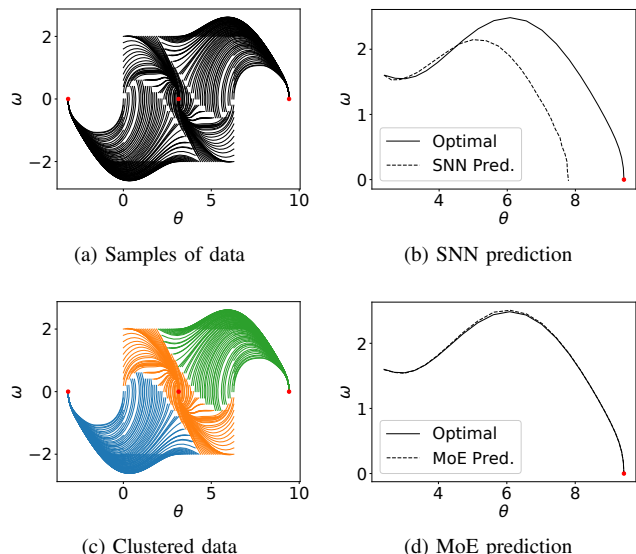 2
0
−2
ω
0
5
10
θ
(a) Samples of data
2
1
0
ω
Optimal
SNN Pred.
4
6
8
θ
(b) SNN prediction
2
0
−2
ω
0
5
10
θ
(c) Clustered data
2
1
0
ω
Optimal
MoE Pred.
4
6
8
θ
(d) MoE prediction